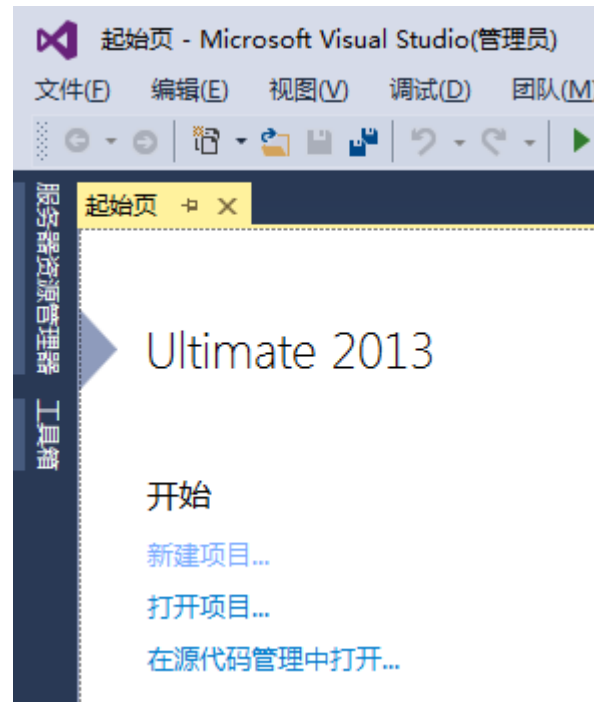 起始页 - Microsoft Visual Studio(管理员)
文件(F) 编辑(E) 视图(V) 调试(D) 团队(M
起始页
服务器资源管理器
工具箱
Ultimate 2013
开始
新建项目...
打开项目...
在源代码管理中打开...